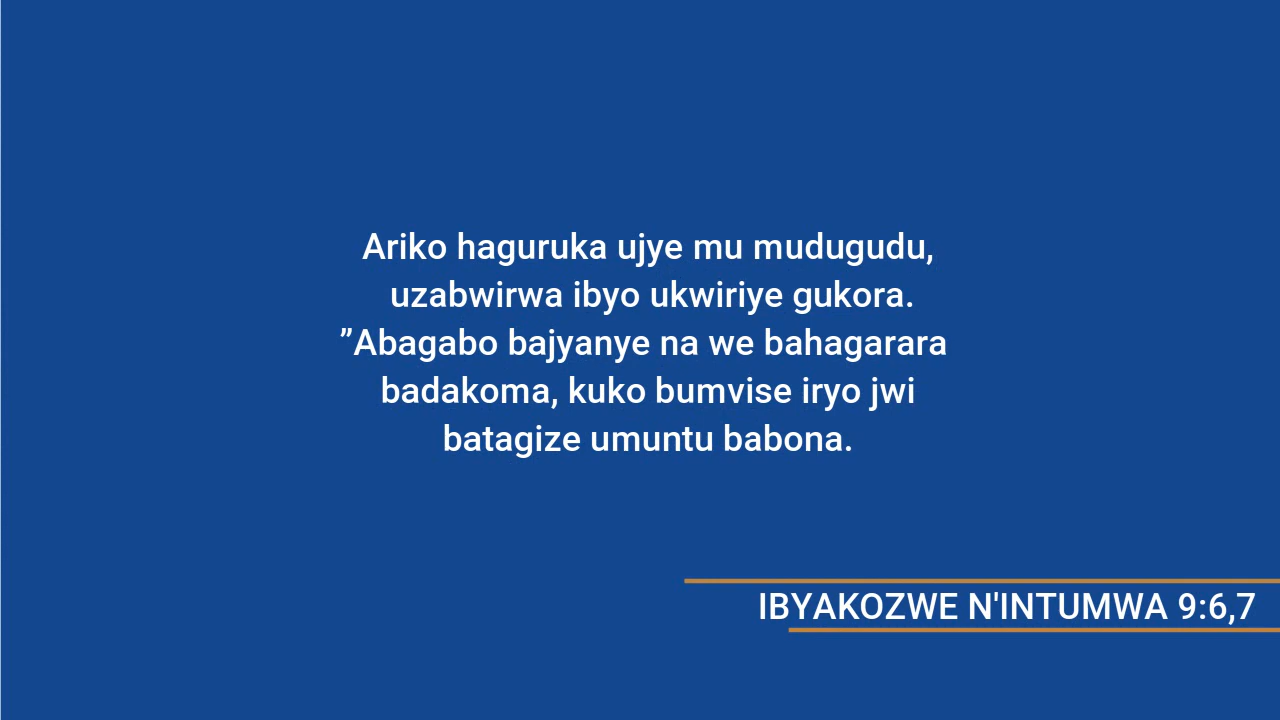 Ariko haguruka ujye mu mudugudu,
uzabwirwa ibyo ukwiriye gukora.
”Abagabo bajyanye na we bahagarara
badakoma, kuko bumvise iryo jwi
batagize umuntu babona.
IBYAKOZWE N'INTUMWA 9:6,7